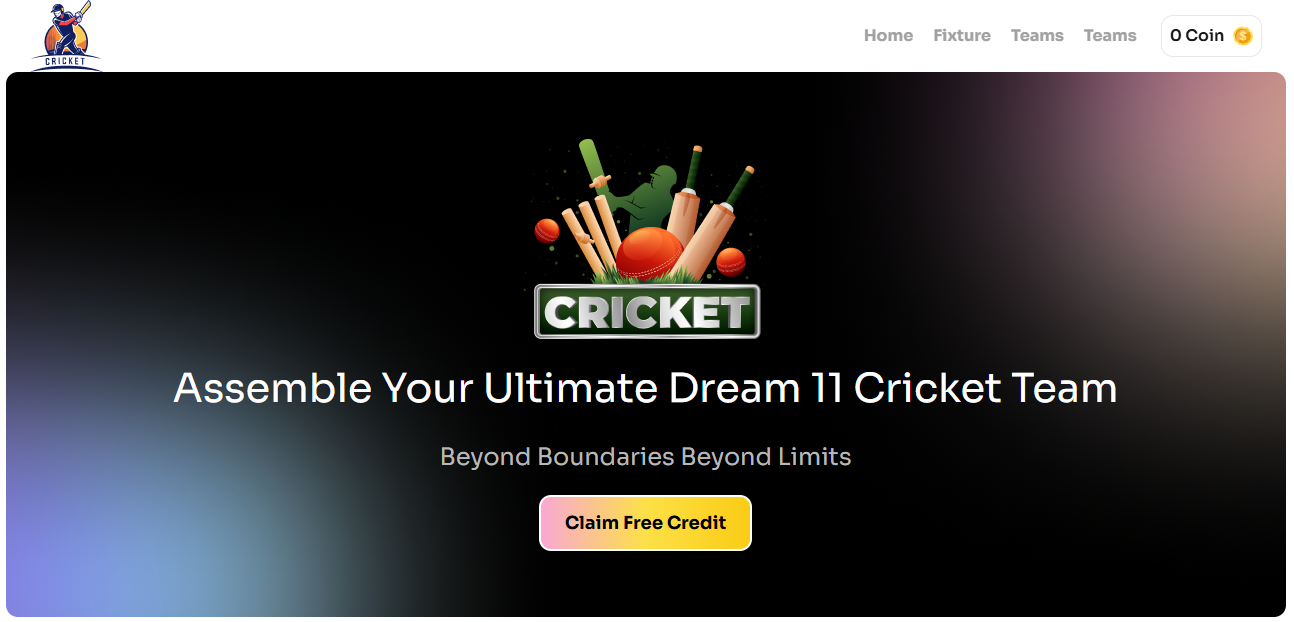 CRICKET
Home Fixture Teams Teams 0 Coin
CRICKET
Assemble Your Ultimate Dream 11 Cricket Team
Beyond Boundaries Beyond Limits
Claim Free Credit